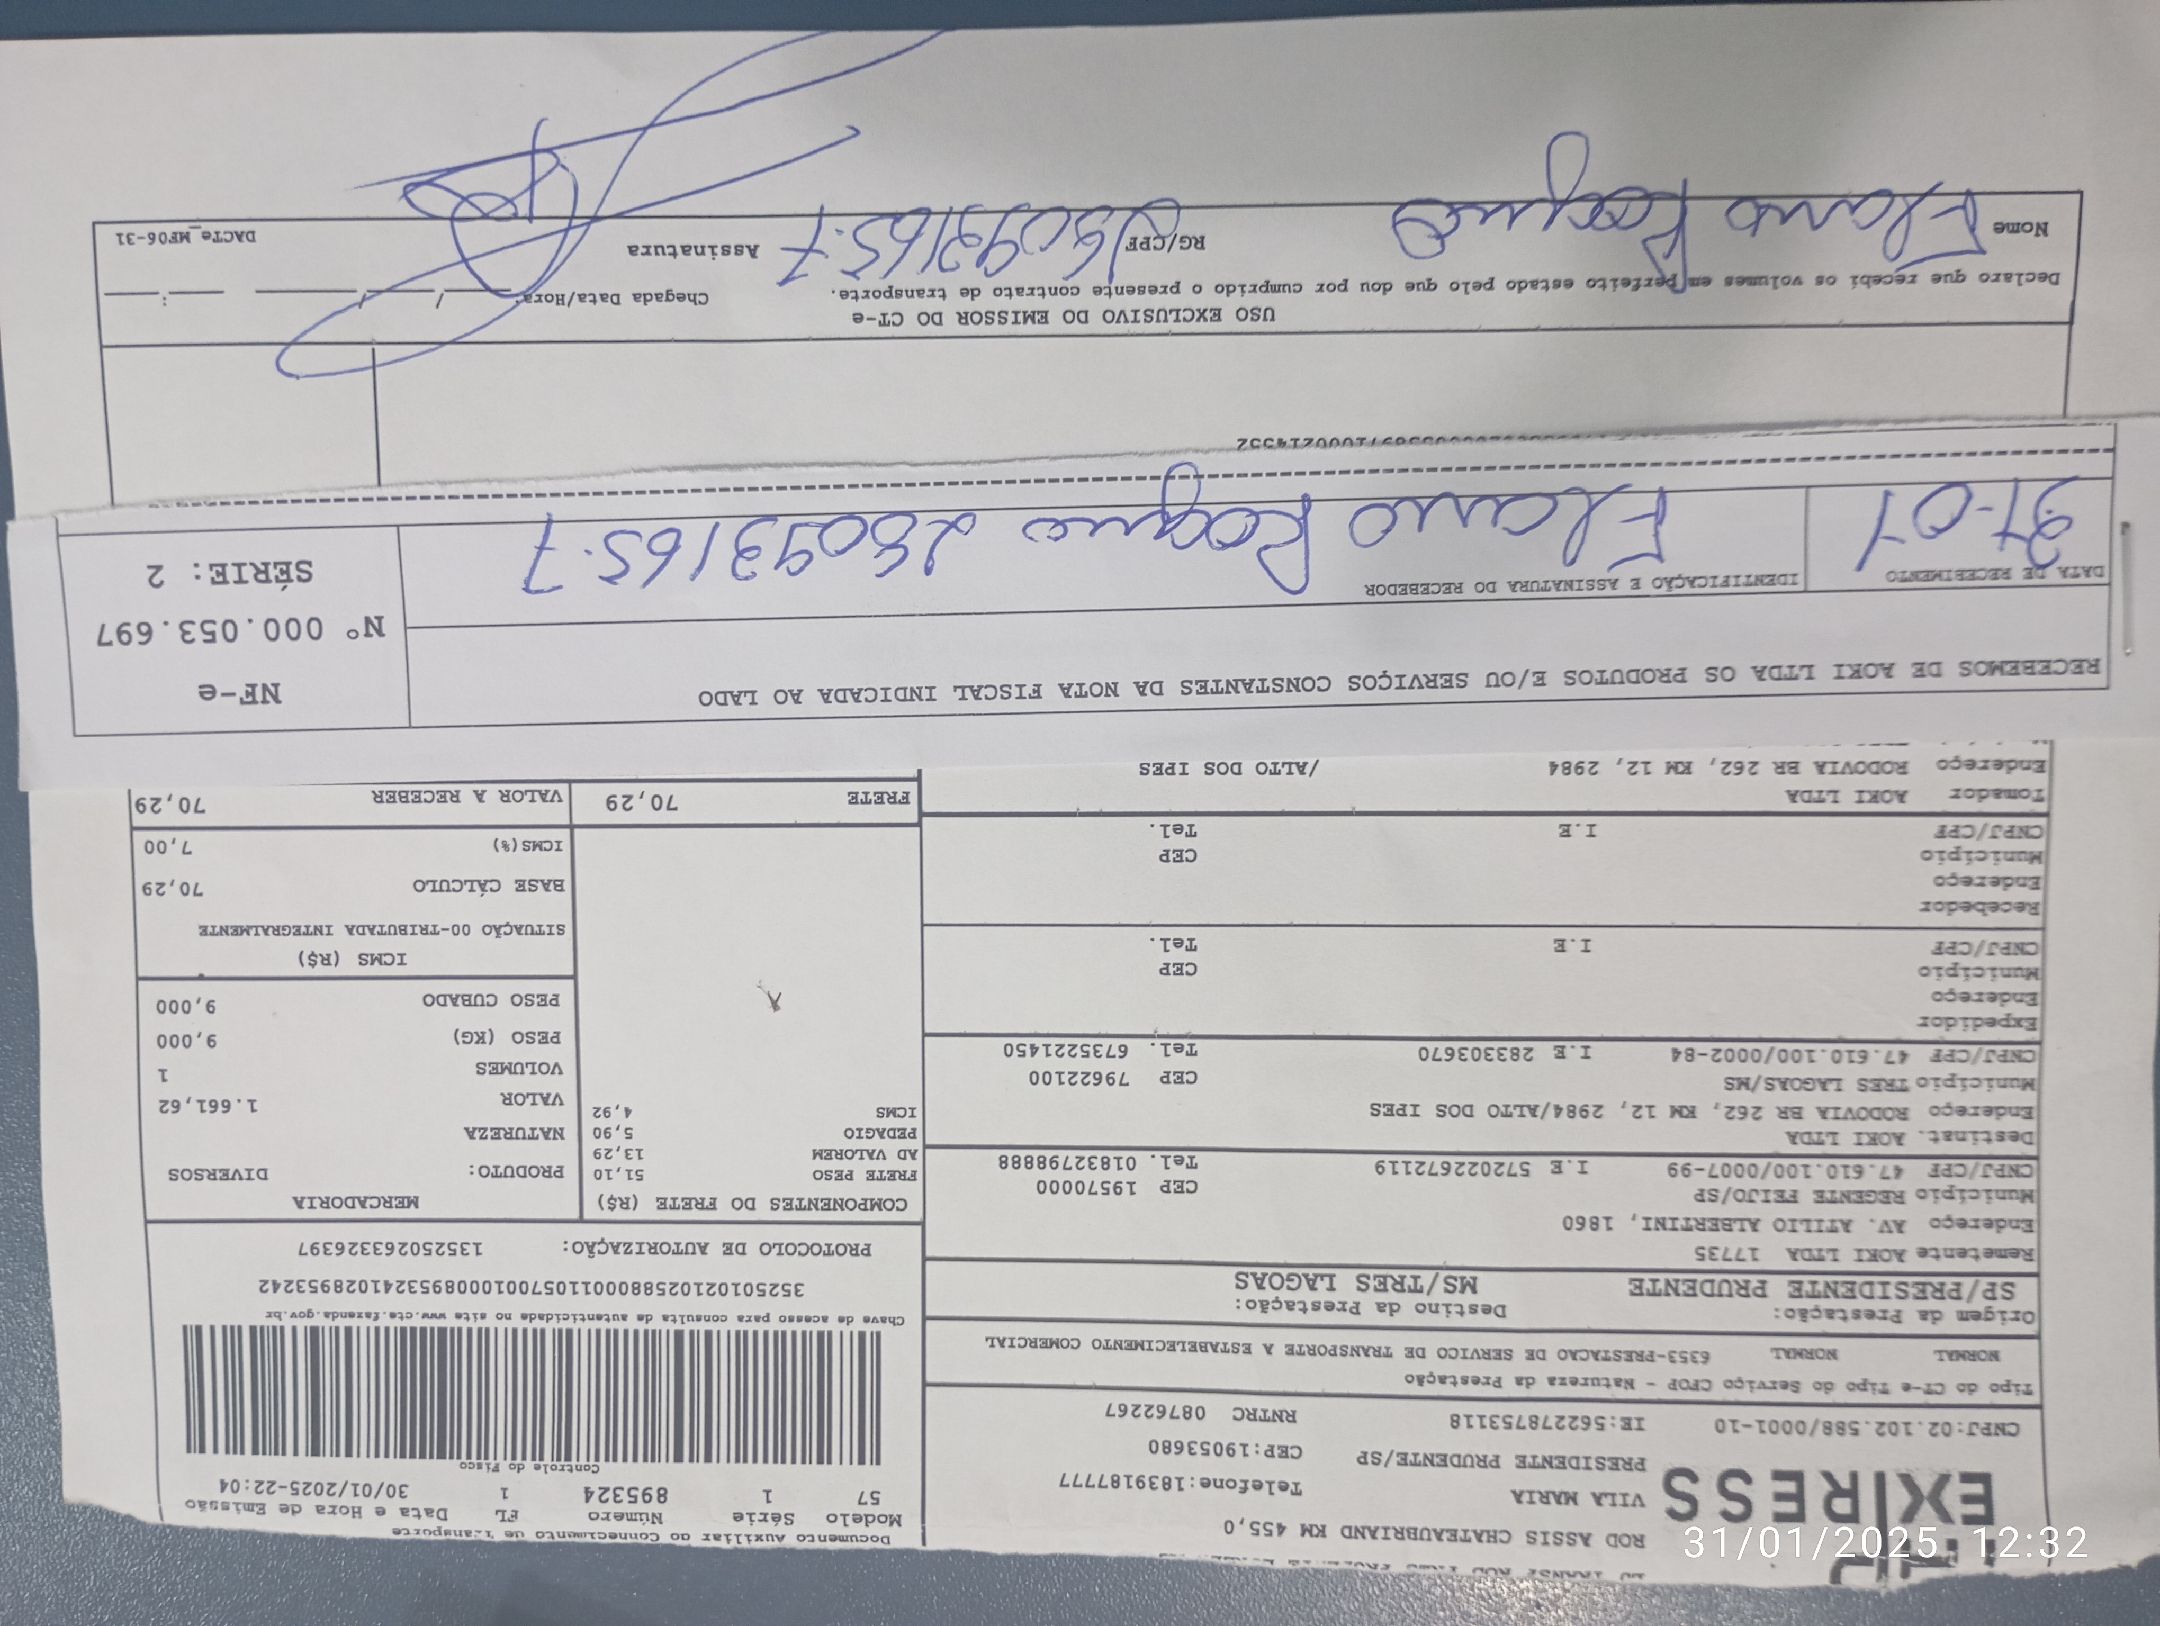 EXPRESS
ROD ASSIS CHATEAUBRIAND KM 455,0
VILA MARIA Telefone:1839187777
PRESIDENTE PRUDENTE/SP CEP:19053680
CNPJ:02.102.588/0001-10 IE:562278753118 RNTRC 08762267
Tipo do CT-e Tipo do Serviço CFOP - Natureza da Prestação
NORMAL NORMAL 6353-PRESTACAO DE SERVICO DE TRANSPORTE A ESTABELECIMENTO COMERCIAL
Origem da Prestação: Destino da Prestação:
SP/PRESIDENTE PRUDENTE MS/TRES LAGOAS
Remetente AOKI LTDA 17735
Endereço AV. ATILIO ALBERTINI, 1860
Município REGENTE FEIJO/SP CEP 19570000
CNPJ/CPF 47.610.100/0007-99 I.E 572022672119 Tel. 01832798888
Destinat. AOKI LTDA
Endereço RODOVIA BR 262, KM 12, 2984/ALTO DOS IPES
Município TRES LAGOAS/MS CEP 79622100
CNPJ/CPF 47.610.100/0002-84 I.E 283303670 Tel. 6735221450
Expedidor
Endereço
Município CEP
CNPJ/CPF I.E Tel.
Recebedor
Endereço
Município CEP
CNPJ/CPF I.E Tel.
Tomador AOKI LTDA
Endereço RODOVIA BR 262, KM 12, 2984 /ALTO DOS IPES
Documento Auxiliar do Conhecimento de Transporte
Modelo Série Número FL Data e Hora de Emissão
57 1 895324 1 30/01/2025-22:04
Controle do Fisco
Chave de acesso para consulta de autenticidade no site www.cte.fazenda.gov.br
35250102102588000110570010008953241028953242
PROTOCOLO DE AUTORIZAÇÃO: 135250263326397
COMPONENTES DO FRETE (R$)
FRETE PESO 51,10
AD VALOREM 13,29
PEDAGIO 5,90
ICMS 4,92
FRETE 70,29
MERCADORIA
PRODUTO: DIVERSOS
NATUREZA
VALOR 1.661,62
VOLUMES 1
PESO (KG) 9,000
PESO CUBADO 9,000
ICMS (R$)
SITUAÇÃO 00-TRIBUTADA INTEGRALMENTE
BASE CÁLCULO 70,29
ICMS(%) 7,00
VALOR A RECEBER 70,29
RECEBEMOS DE AOKI LTDA OS PRODUTOS E/OU SERVIÇOS CONSTANTES DA NOTA FISCAL INDICADA AO LADO
DATA DE RECEBIMENTO
31-01
IDENTIFICAÇÃO E ASSINATURA DO RECEBEDOR
Roque 28093165-7
NF-e
Nº 000.053.697
SÉRIE: 2
USO EXCLUSIVO DO EMISSOR DO CT-e
Declaro que recebi os volumes em perfeito estado pelo que dou por cumprido o presente contrato de transporte.
Nome Roque RG/CPF 28093165-7 Assinatura
Chegada Data/Hora: / / :
DACTe_MF06-31
31/01/2025 12:32